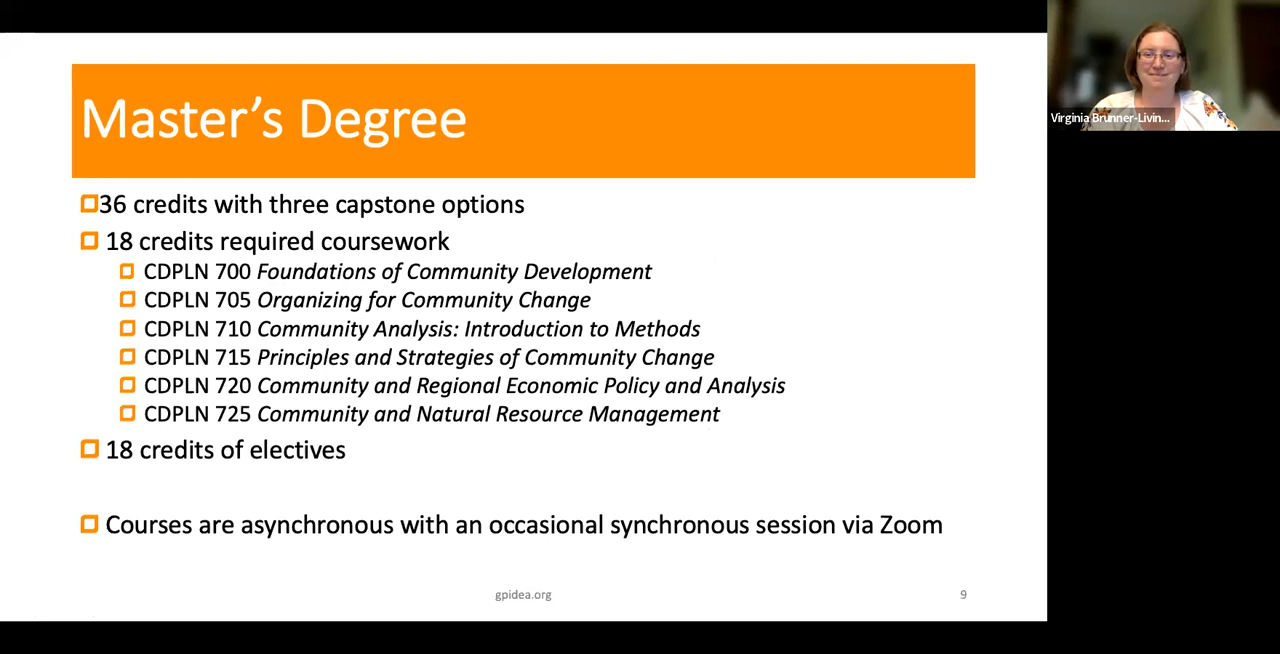 Master's Degree
36 credits with three capstone options
18 credits required coursework
CDPLN 700 Foundations of Community Development
CDPLN 705 Organizing for Community Change
CDPLN 710 Community Analysis: Introduction to Methods
CDPLN 715 Principles and Strategies of Community Change
CDPLN 720 Community and Regional Economic Policy and Analysis
CDPLN 725 Community and Natural Resource Management
18 credits of electives
Courses are asynchronous with an occasional synchronous session via Zoom
gpidea.org
9
Virginia Brunner-Livin...